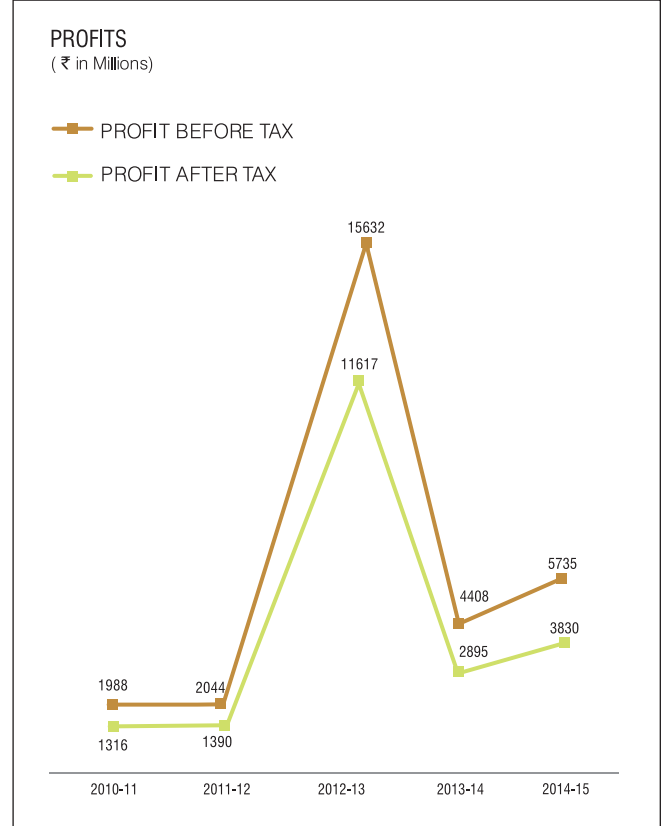 PROFITS
( ₹ in Millions)
PROFIT BEFORE TAX
PROFIT AFTER TAX
15632
11617
5735
4408
3830
2895
1988
2044
1316
1390
2010-11 2011-12 2012-13 2013-14 2014-15